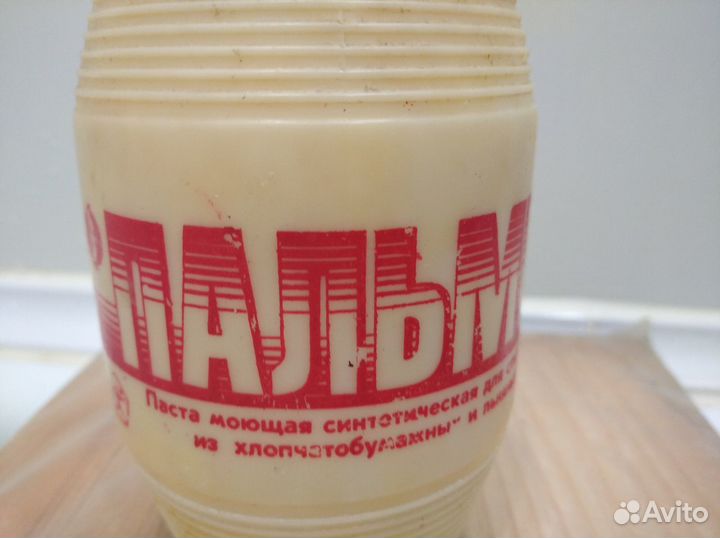 ПАЛЬМ
Паста моющая синтетическая для
из хлопчатобумажны и
Avito